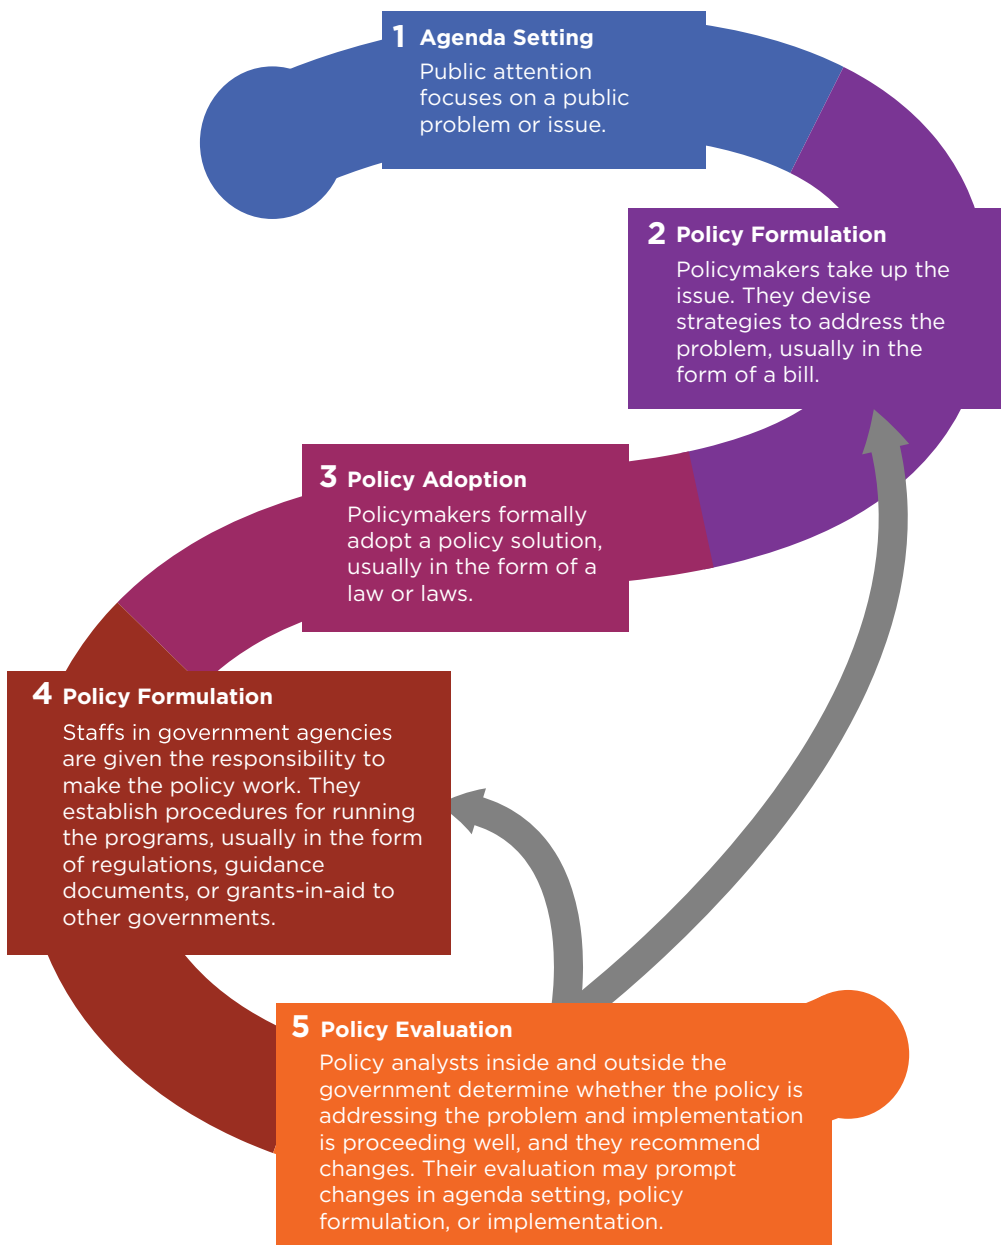 1 Agenda Setting
Public attention
focuses on a public
problem or issue.
2 Policy Formulation
Policymakers take up the
issue. They devise
strategies to address the
problem, usually in the
form of a bill.
3 Policy Adoption
Policymakers formally
adopt a policy solution,
usually in the form of a
law or laws.
4 Policy Formulation
Staffs in government agencies
are given the responsibility to
make the policy work. They
establish procedures for running
the programs, usually in the form
of regulations, guidance
documents, or grants-in-aid to
other governments.
5 Policy Evaluation
Policy analysts inside and outside the
government determine whether the policy is
addressing the problem and implementation
is proceeding well, and they recommend
changes. Their evaluation may prompt
changes in agenda setting, policy
formulation, or implementation.